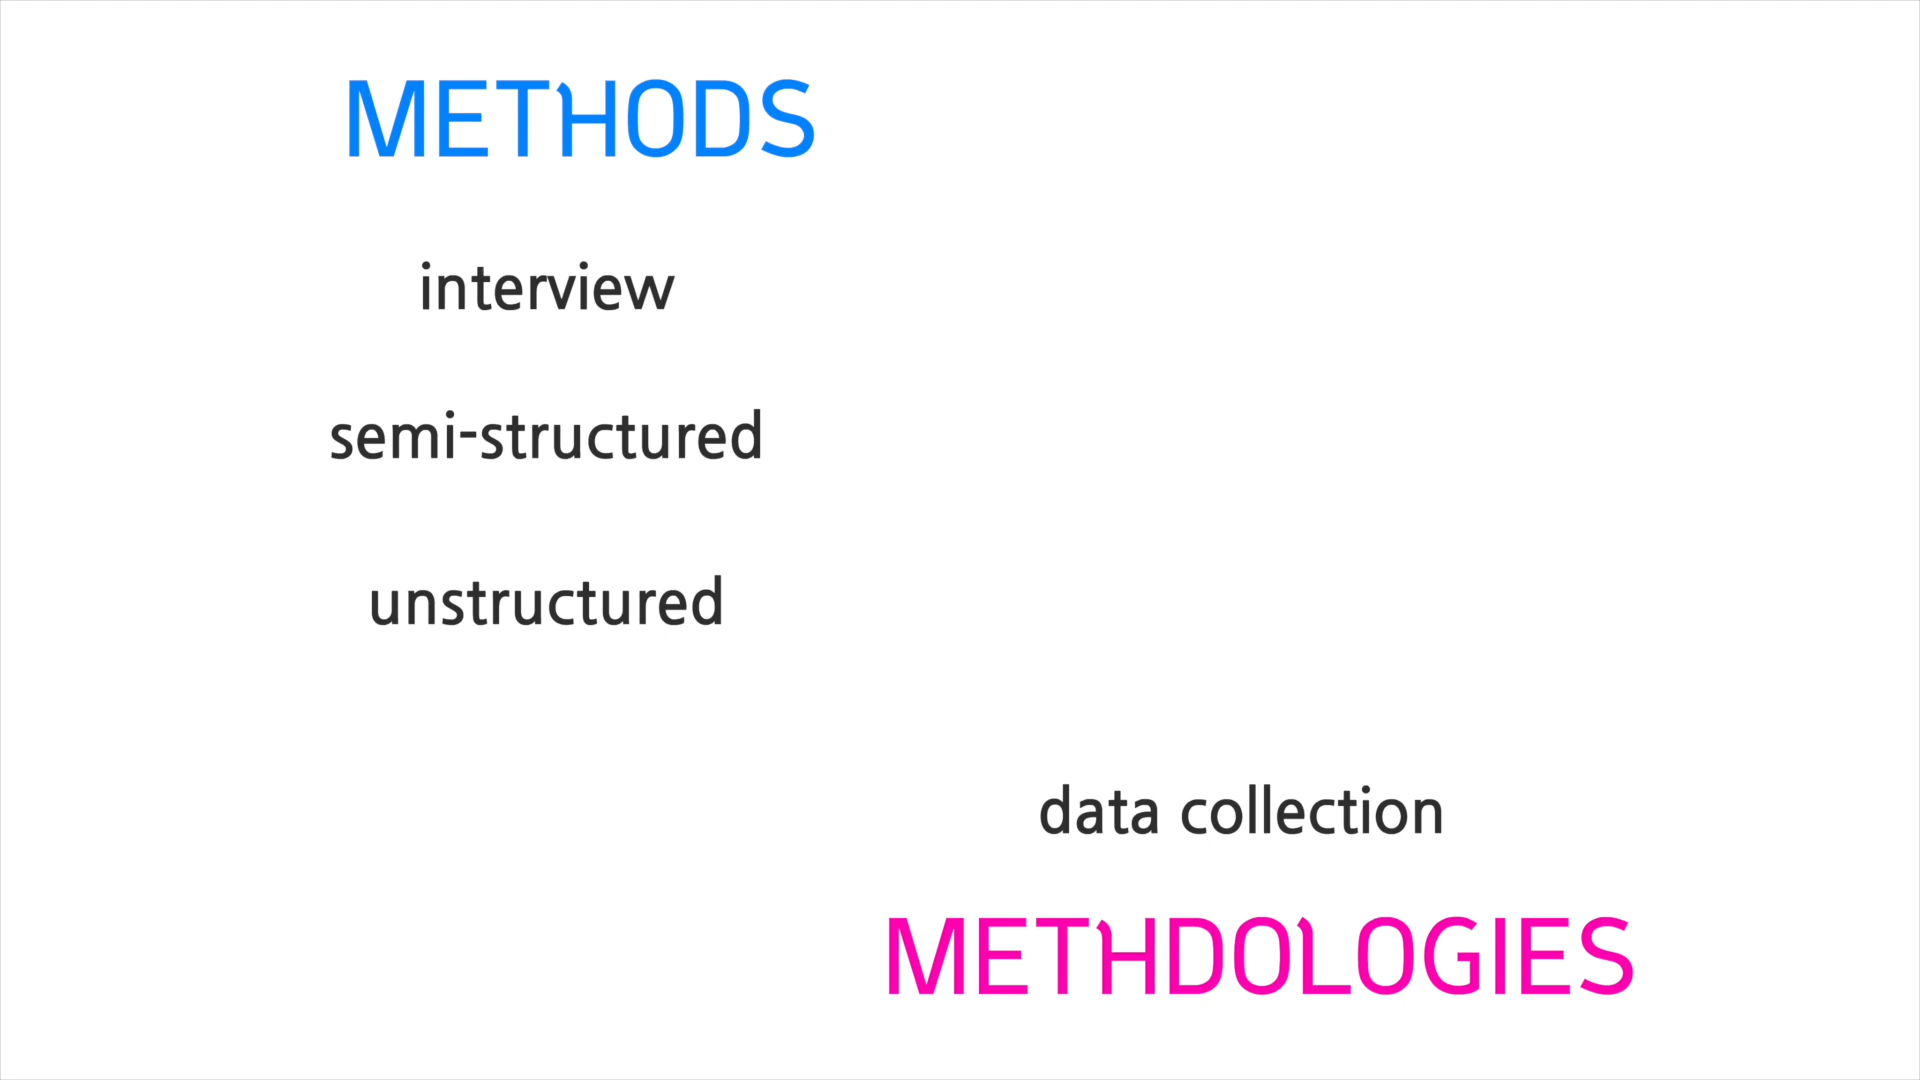 METHODS
interview
semi-structured
unstructured
data collection
METHDOLOGIES